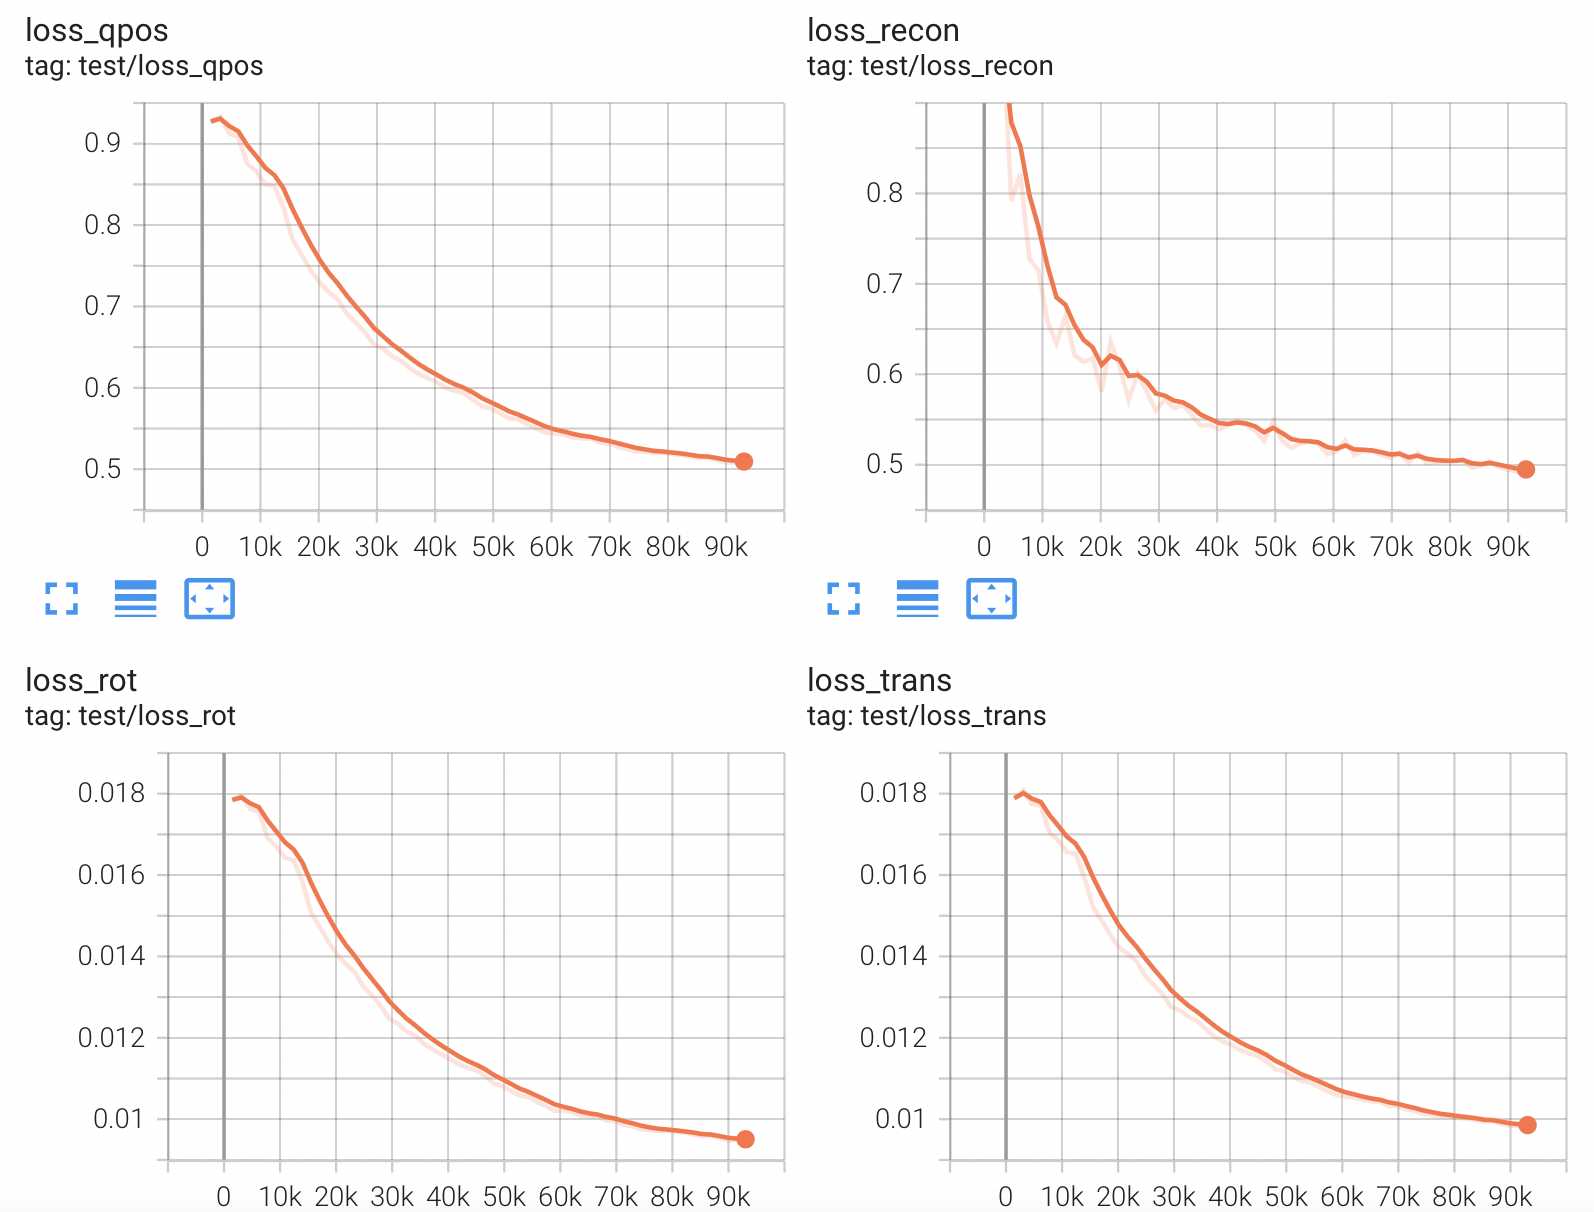 loss_qpos
tag: test/loss_qpos
0.9
0.8
0.7
0.6
0.5
0 10k 20k 30k 40k 50k 60k 70k 80k 90k
loss_recon
tag: test/loss_recon
0.8
0.7
0.6
0.5
0 10k 20k 30k 40k 50k 60k 70k 80k 90k
loss_rot
tag: test/loss_rot
0.018
0.016
0.014
0.012
0.01
0 10k 20k 30k 40k 50k 60k 70k 80k 90k
loss_trans
tag: test/loss_trans
0.018
0.016
0.014
0.012
0.01
0 10k 20k 30k 40k 50k 60k 70k 80k 90k